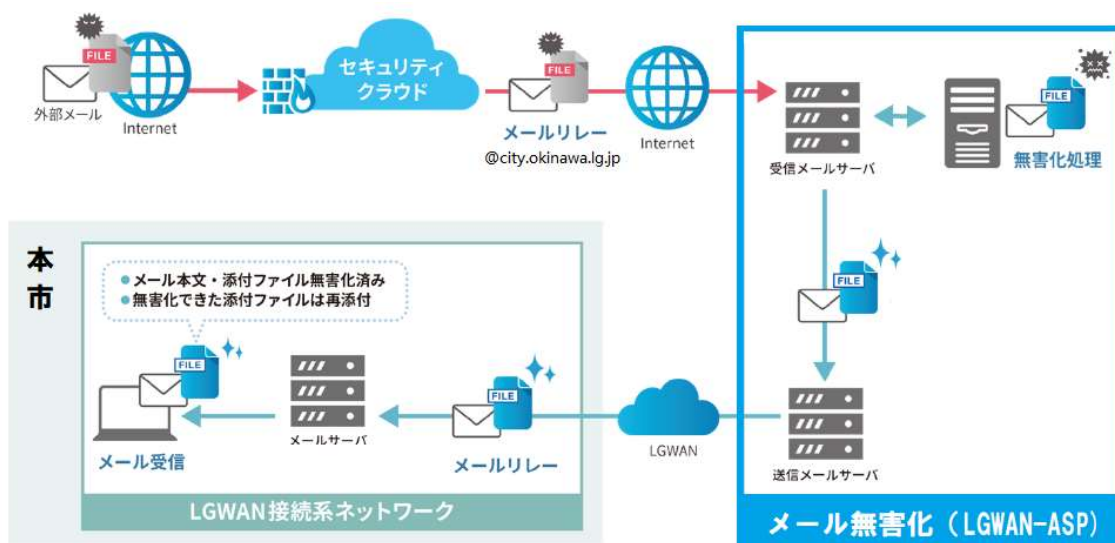 FILE
外部メール
Internet
セキュリティ
クラウド
FILE
メールリレー
@city.okinawa.lg.jp
Internet
受信メールサーバ
FILE
無害化処理
FILE
送信メールサーバ
メール無害化（LGWAN-ASP）
LGWAN
本
市
●メール本文・添付ファイル無害化済み
●無害化できた添付ファイルは再添付
FILE
メール受信
メールサーバ
FILE
メールリレー
LGWAN接続系ネットワーク